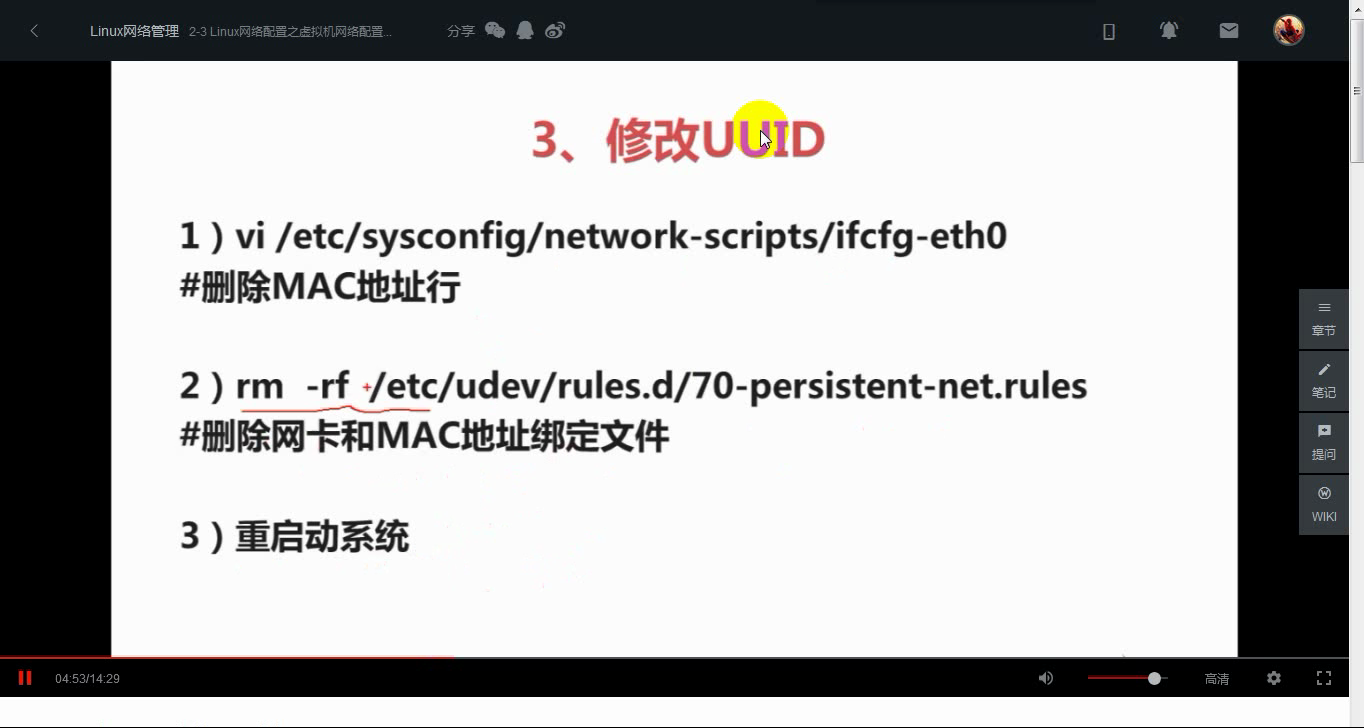 Linux网络管理 2-3 Linux网络配置之虚拟机网络配置... 分享
3、修改UUID
1）vi /etc/sysconfig/network-scripts/ifcfg-eth0
#删除MAC地址行
2）rm -rf /etc/udev/rules.d/70-persistent-net.rules
#删除网卡和MAC地址绑定文件
3）重启动系统
章节
笔记
提问
WIKI
04:53/14:29 高清